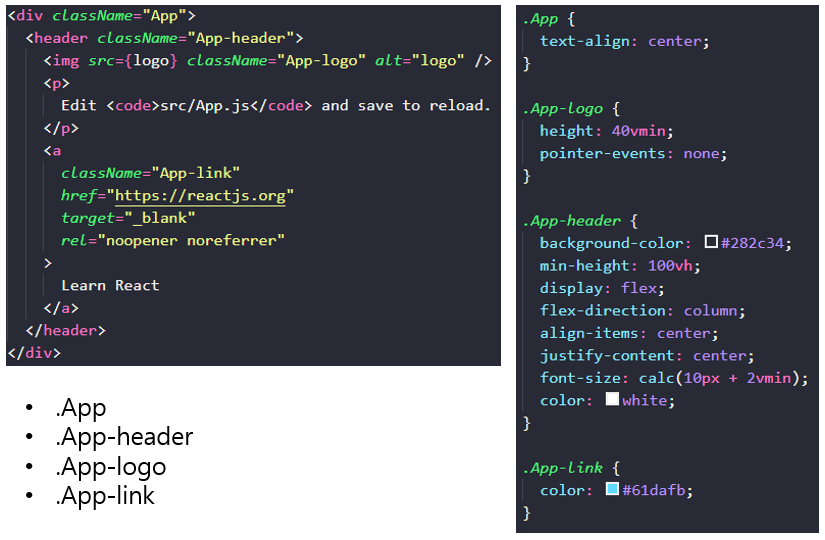 <div className="App">
<header className="App-header">
<img src={logo} className="App-logo" alt="logo" />
<p>
Edit <code>src/App.js</code> and save to reload.
</p>
<a
className="App-link"
href="https://reactjs.org"
target="_blank"
rel="noopener noreferrer"
>
Learn React
</a>
</header>
</div>
• .App
• .App-header
• .App-logo
• .App-link
.App {
text-align: center;
}
.App-logo {
height: 40vmin;
pointer-events: none;
}
.App-header {
background-color: #282c34;
min-height: 100vh;
display: flex;
flex-direction: column;
align-items: center;
justify-content: center;
font-size: calc(10px + 2vmin);
color: white;
}
.App-link {
color: #61dafb;
}